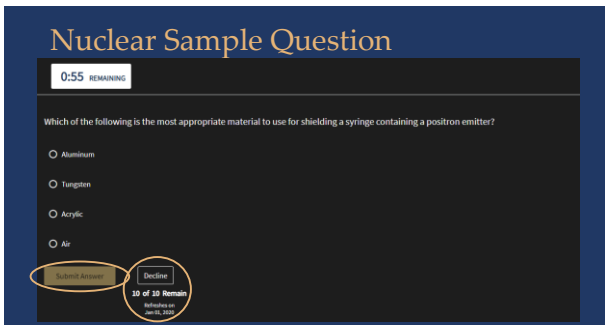 Nuclear Sample Question
0:55 REMAINING
Which of the following is the most appropriate material to use for shielding a syringe containing a positron emitter?
Aluminum
Tungsten
Acrylic
Air
Submit Answer
Decline
10 of 10 Remain
Refreshes on
Jan 01, 2020